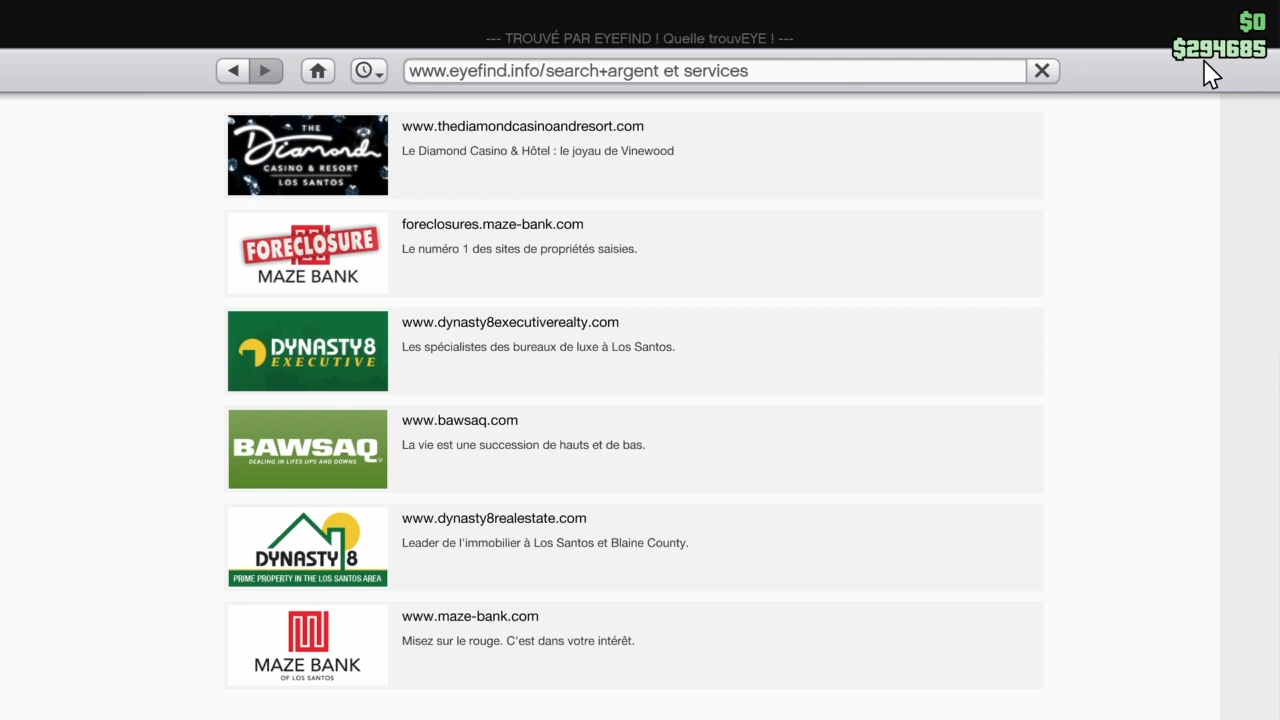 $0
--- TROUVÉ PAR EYEFIND ! Quelle trouvEYE ! ---
$294685
www.eyefind.info/search+argent et services
THE
Diamond
CASINO & RESORT
LOS SANTOS
www.thediamondcasinoandresort.com
Le Diamond Casino & Hôtel : le joyau de Vinewood
FORECLOSURE
MAZE BANK
foreclosures.maze-bank.com
Le numéro 1 des sites de propriétés saisies.
DYNASTY8
EXECUTIVE
www.dynasty8executiverealty.com
Les spécialistes des bureaux de luxe à Los Santos.
BAWSAQ
DEALING IN LIFES UPS AND DOWNS
www.bawsaq.com
La vie est une succession de hauts et de bas.
DYNASTY 8
PRIME PROPERTY IN THE LOS SANTOS AREA
www.dynasty8realestate.com
Leader de l'immobilier à Los Santos et Blaine County.
MAZE BANK
OF LOS SANTOS
www.maze-bank.com
Misez sur le rouge. C'est dans votre intérêt.